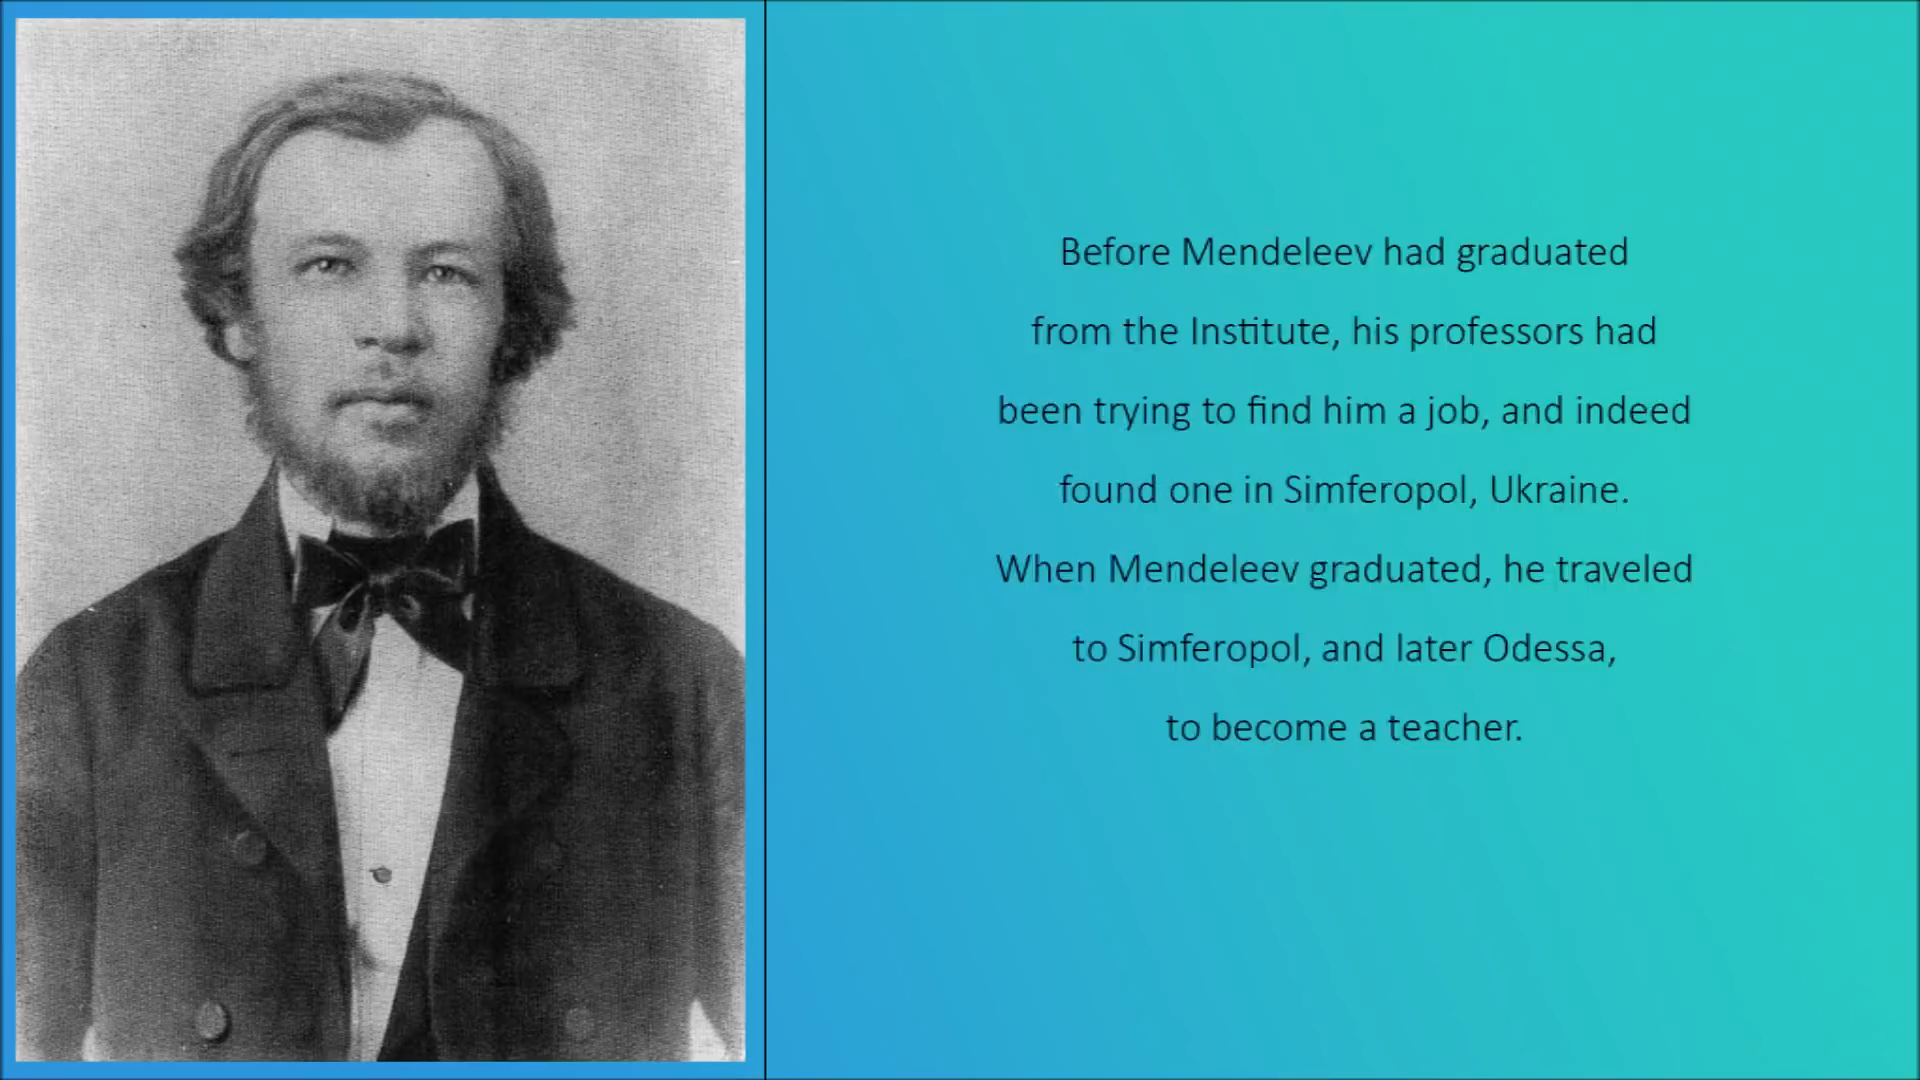 Before Mendeleev had graduated
from the Institute, his professors had
been trying to find him a job, and indeed
found one in Simferopol, Ukraine.
When Mendeleev graduated, he traveled
to Simferopol, and later Odessa,
to become a teacher.